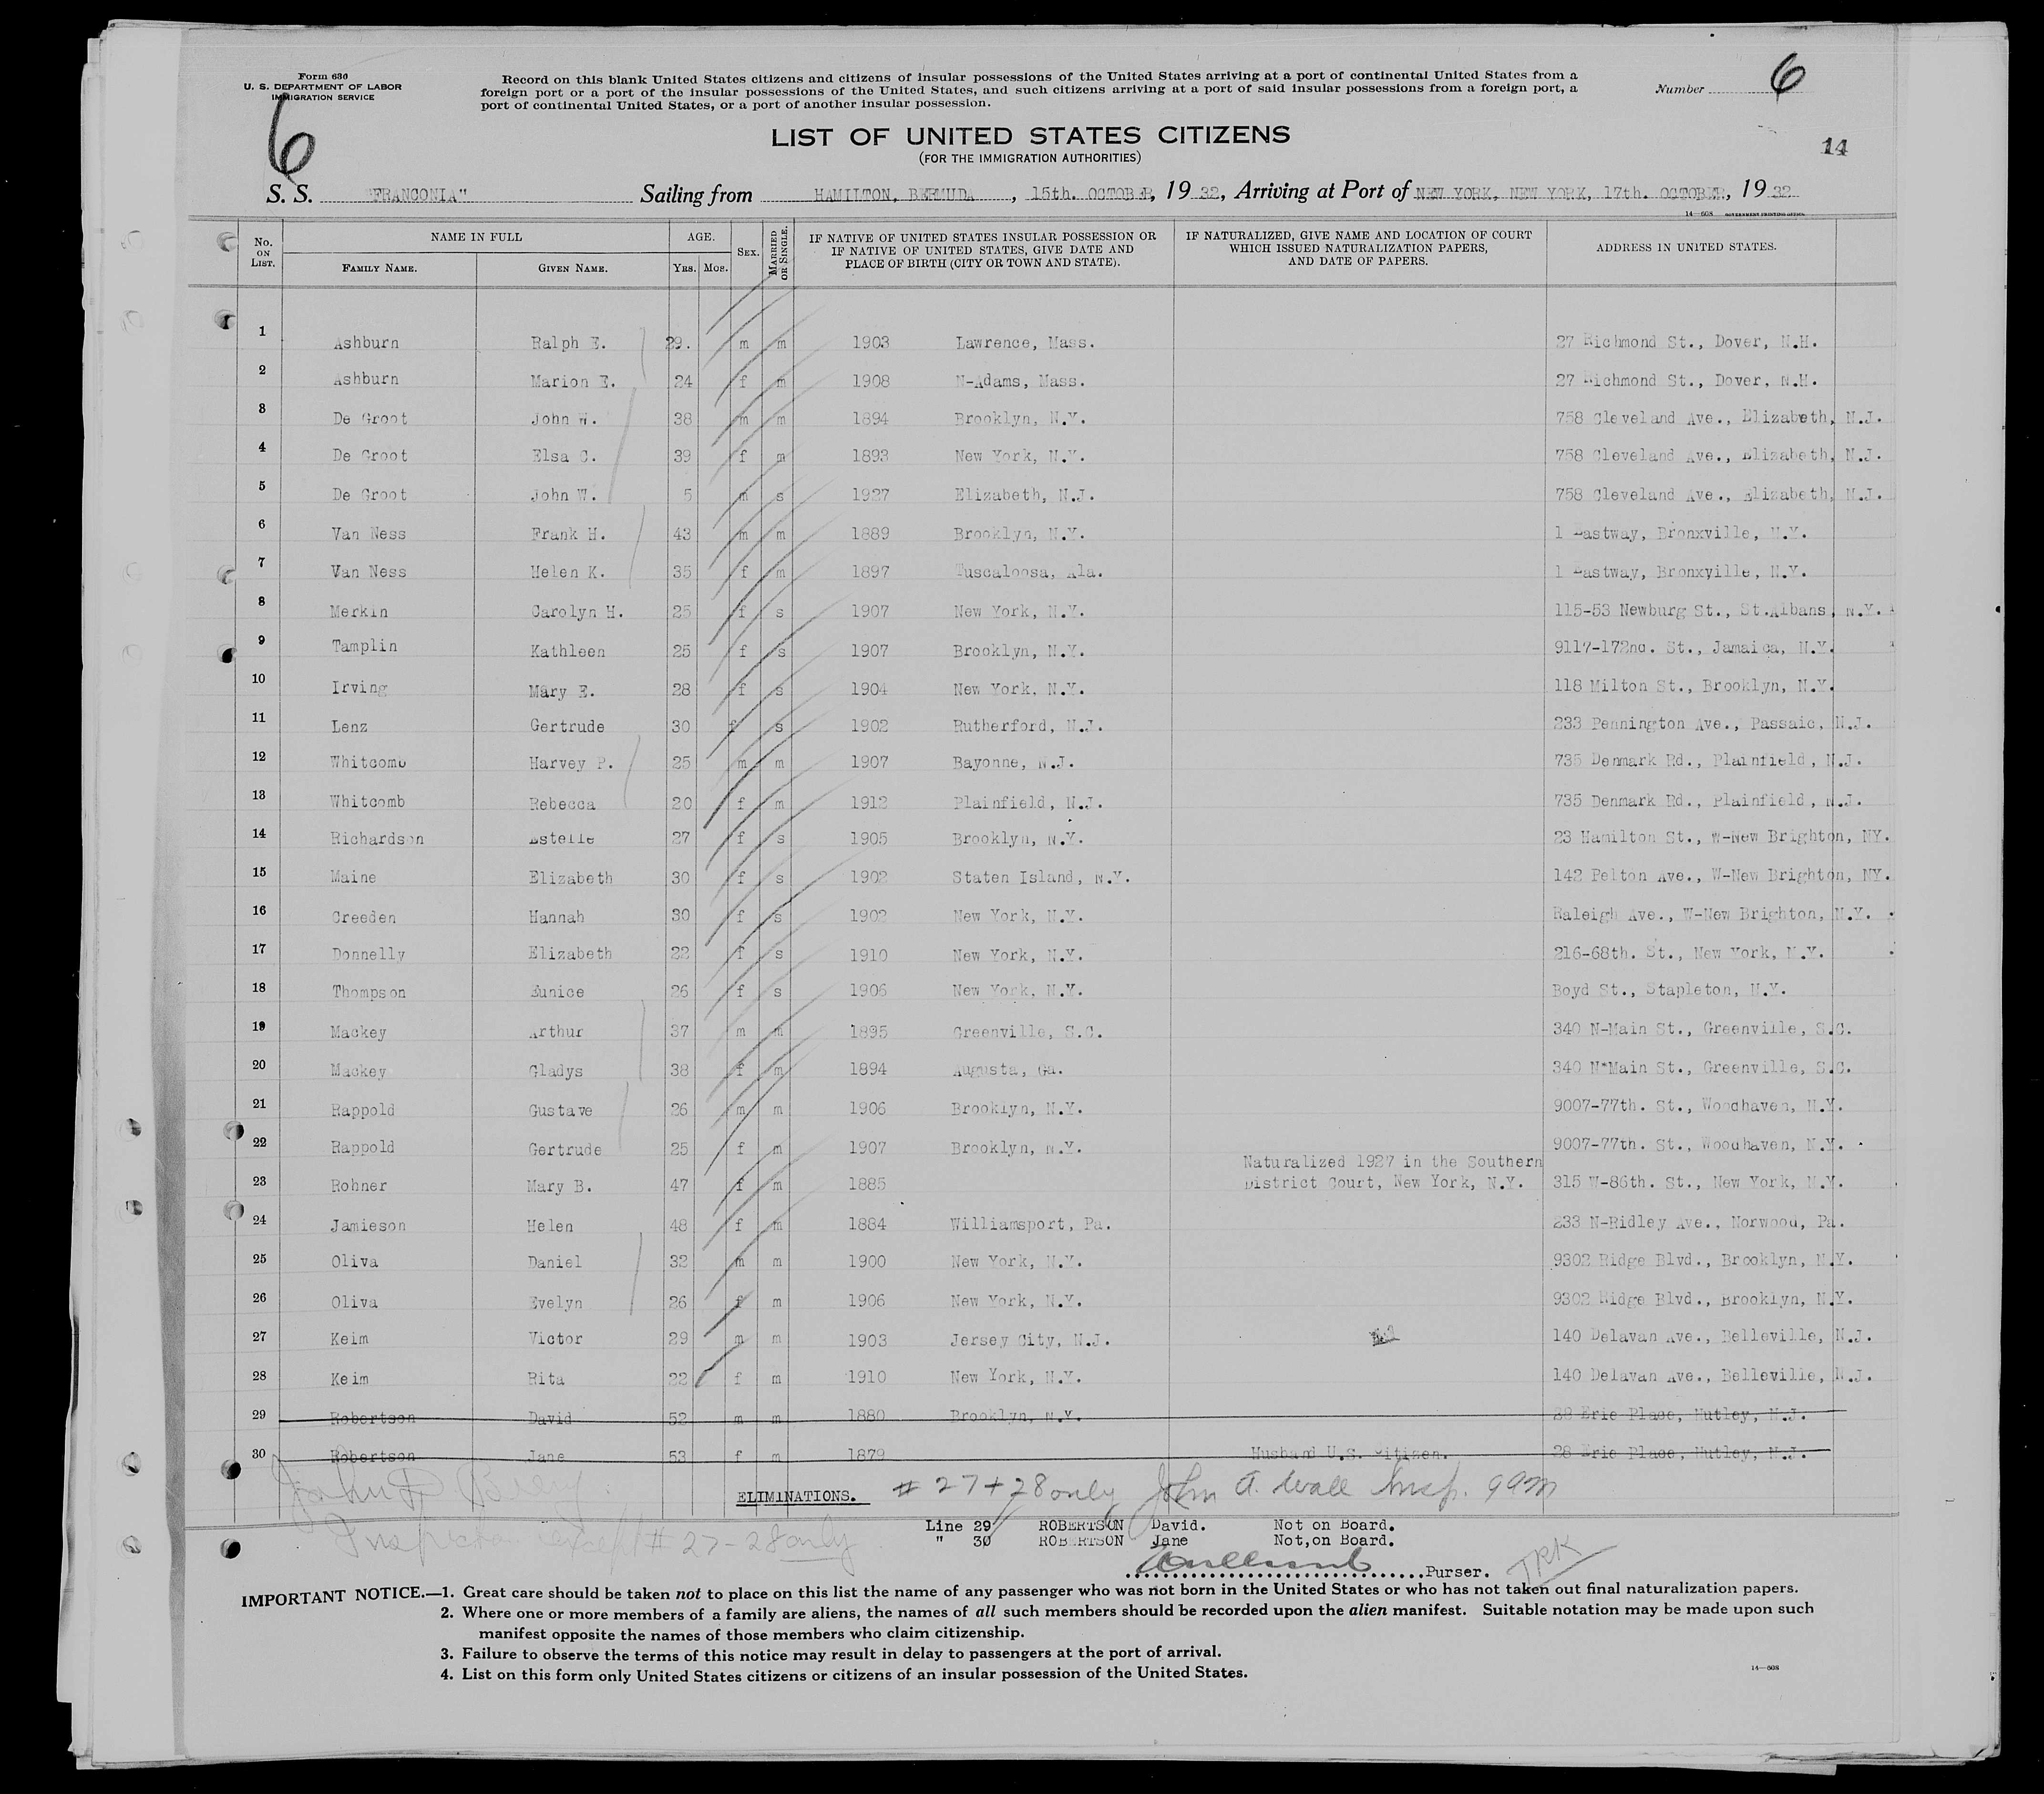 Form 630
U. S. DEPARTMENT OF LABOR
IMMIGRATION SERVICE
Record on this blank United States citizens and citizens of insular possessions of the United States arriving at a port of continental United States from a
foreign port or a port of the insular possessions of the United States, and such citizens arriving at a port of said insular possessions from a foreign port, a
port of continental United States, or a port of another insular possession.
Number 6
6
LIST OF UNITED STATES CITIZENS
(FOR THE IMMIGRATION AUTHORITIES)
14
S. S. "FRANCONIA" Sailing from HAMILTON, BERMUDA, 15th. OCTOBER, 1932, Arriving at Port of NEW YORK, NEW YORK, 17th. OCTOBER, 1932
14—608 GOVERNMENT PRINTING OFFICE
No. ON LIST. NAME IN FULL FAMILY NAME. GIVEN NAME. AGE. YRS. MOS. SEX. MARRIED OR SINGLE. IF NATIVE OF UNITED STATES INSULAR POSSESSION OR IF NATIVE OF UNITED STATES, GIVE DATE AND PLACE OF BIRTH (CITY OR TOWN AND STATE). IF NATURALIZED, GIVE NAME AND LOCATION OF COURT WHICH ISSUED NATURALIZATION PAPERS, AND DATE OF PAPERS. ADDRESS IN UNITED STATES.
1 Ashburn Ralph E. 29. m m 1903 Lawrence, Mass. 27 Richmond St., Dover, N.H.
2 Ashburn Marion E. 24 f m 1908 N-Adams, Mass. 27 Richmond St., Dover, N.H.
3 De Groot John W. 38 m m 1894 Brooklyn, N.Y. 758 Cleveland Ave., Elizabeth, N.J.
4 De Groot Elsa C. 39 f m 1893 New York, N.Y. 758 Cleveland Ave., Elizabeth, N.J.
5 De Groot John W. 5 m s 1927 Elizabeth, N.J. 758 Cleveland Ave., Elizabeth, N.J.
6 Van Ness Frank H. 43 m m 1889 Brooklyn, N.Y. 1 Eastway, Bronxville, N.Y.
7 Van Ness Helen K. 35 f m 1897 Tuscaloosa, Ala. 1 Eastway, Bronxville, N.Y.
8 Merkin Carolyn H. 25 f s 1907 New York, N.Y. 115-53 Newburg St., St.Albans, N.Y.
9 Tamplin Kathleen 25 f s 1907 Brooklyn, N.Y. 9117-172nd. St., Jamaica, N.Y.
10 Irving Mary E. 28 f s 1904 New York, N.Y. 118 Milton St., Brooklyn, N.Y.
11 Lenz Gertrude 30 f s 1902 Rutherford, N.J. 233 Pennington Ave., Passaic, N.J.
12 Whitcomb Harvey P. 25 m m 1907 Bayonne, N.J. 735 Denmark Rd., Plainfield, N.J.
13 Whitcomb Rebecca 20 f m 1912 Plainfield, N.J. 735 Denmark Rd., Plainfield, N.J.
14 Richardson Estelle 27 f s 1905 Brooklyn, N.Y. 23 Hamilton St., W-New Brighton, NY.
15 Maine Elizabeth 30 f s 1902 Staten Island, N.Y. 142 Pelton Ave., W-New Brighton, NY.
16 Creeden Hannah 30 f s 1902 New York, N.Y. Raleigh Ave., W-New Brighton, N.Y.
17 Donnelly Elizabeth 22 f s 1910 New York, N.Y. 216-68th. St., New York, N.Y.
18 Thompson Eunice 26 f s 1906 New York, N.Y. Boyd St., Stapleton, N.Y.
19 Mackey Arthur 37 m m 1895 Greenville, S.C. 340 N-Main St., Greenville, S.C.
20 Mackey Gladys 38 f m 1894 Augusta, Ga. 340 N-Main St., Greenville, S.C.
21 Rappold Gustave 26 m m 1906 Brooklyn, N.Y. 9007-77th. St., Woodhaven, N.Y.
22 Rappold Gertrude 25 f m 1907 Brooklyn, N.Y. 9007-77th. St., Woodhaven, N.Y.
Naturalized 1927 in the Southern
23 Rohner Mary B. 47 f m 1885 District Court, New York, N.Y. 315 W-86th. St., New York, N.Y.
24 Jamieson Helen 48 f m 1884 Williamsport, Pa. 233 N-Ridley Ave., Norwood, Pa.
25 Oliva Daniel 32 m m 1900 New York, N.Y. 9302 Ridge Blvd., Brooklyn, N.Y.
26 Oliva Evelyn 26 f m 1906 New York, N.Y. 9302 Ridge Blvd., Brooklyn, N.Y.
27 Keim Victor 29 m m 1903 Jersey City, N.J. 140 Delavan Ave., Belleville, N.J.
28 Keim Rita 22 f m 1910 New York, N.Y. 140 Delavan Ave., Belleville, N.J.
29 Robertson David 52 m m 1880 Brooklyn, N.Y. 28 Erie Place, Nutley, N.J.
30 Robertson Jane 53 f m 1879 Husband U.S. Citizen. 28 Erie Place, Nutley, N.J.
ELIMINATIONS. # 27 + 28 only John A. Wall Insp.
Line 29 ROBERTSON David. Not on Board.
" 30 ROBERTSON Jane Not,on Board.
Inspector except # 27 - 28 only
Purser.
IMPORTANT NOTICE.—1. Great care should be taken not to place on this list the name of any passenger who was not born in the United States or who has not taken out final naturalization papers.
2. Where one or more members of a family are aliens, the names of all such members should be recorded upon the alien manifest. Suitable notation may be made upon such
manifest opposite the names of those members who claim citizenship.
3. Failure to observe the terms of this notice may result in delay to passengers at the port of arrival.
4. List on this form only United States citizens or citizens of an insular possession of the United States.
14—608